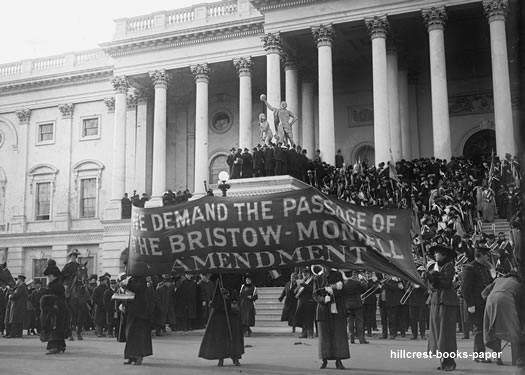 WE DEMAND THE PASSAGE OF
THE BRISTOW-MONDELL
AMENDMENT
hillcrest-books-paper